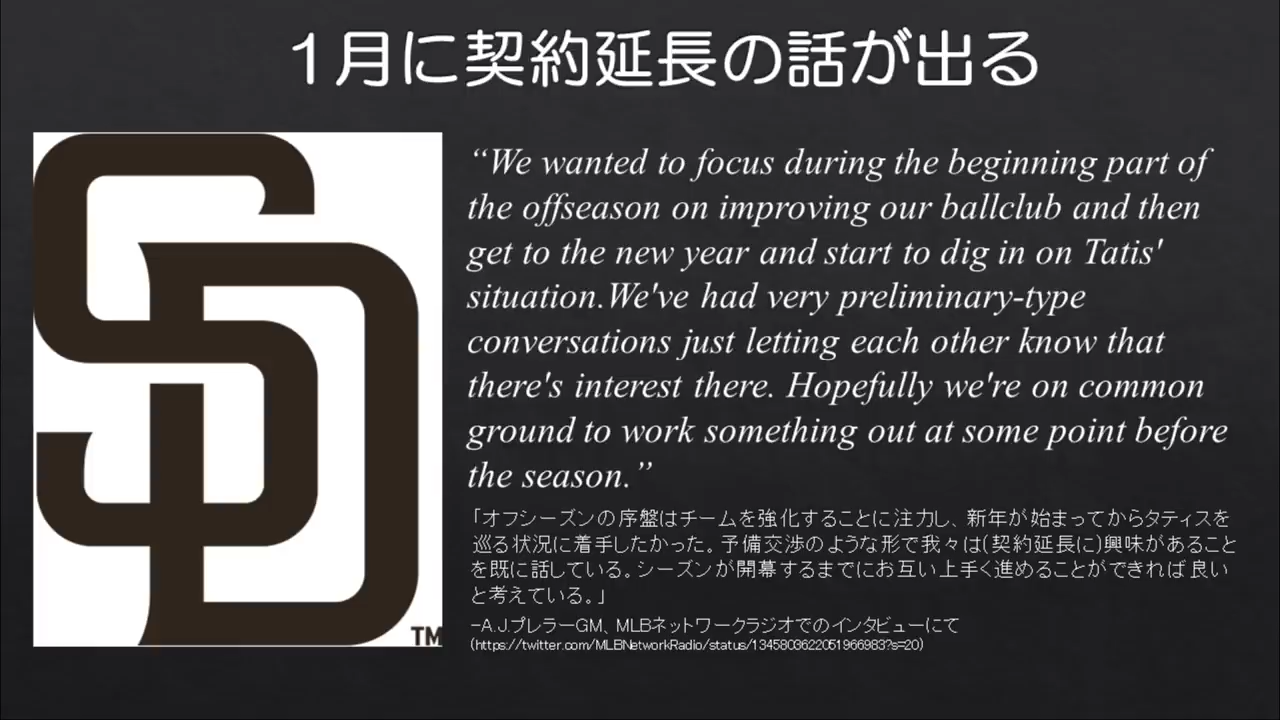 1月に契約延長の話が出る
“We wanted to focus during the beginning part of
the offseason on improving our ballclub and then
get to the new year and start to dig in on Tatis'
situation.We've had very preliminary-type
conversations just letting each other know that
there's interest there. Hopefully we're on common
ground to work something out at some point before
the season.”
「オフシーズンの序盤はチームを強化することに注力し、新年が始まってからタティスを
巡る状況に着手したかった。予備交渉のような形で我々は(契約延長に)興味があること
を既に話している。シーズンが開幕するまでにお互い上手く進めることができれば良い
と考えている。」
-A.J.プレラーGM、MLBネットワークラジオでのインタビューにて
(https://twitter.com/MLBNetworkRadio/status/1345803622051966983?s=20)
SD
TM